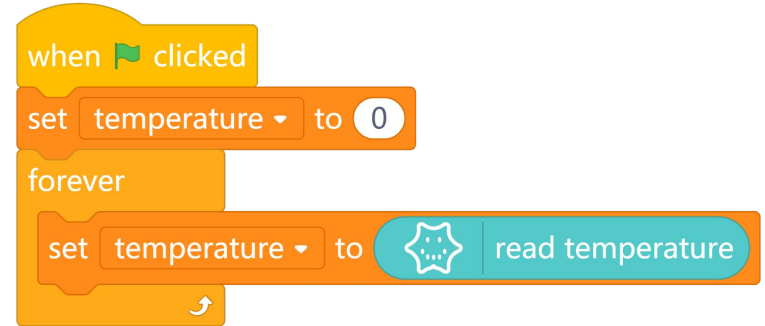 when clicked
set temperature to 0
forever
set temperature to read temperature